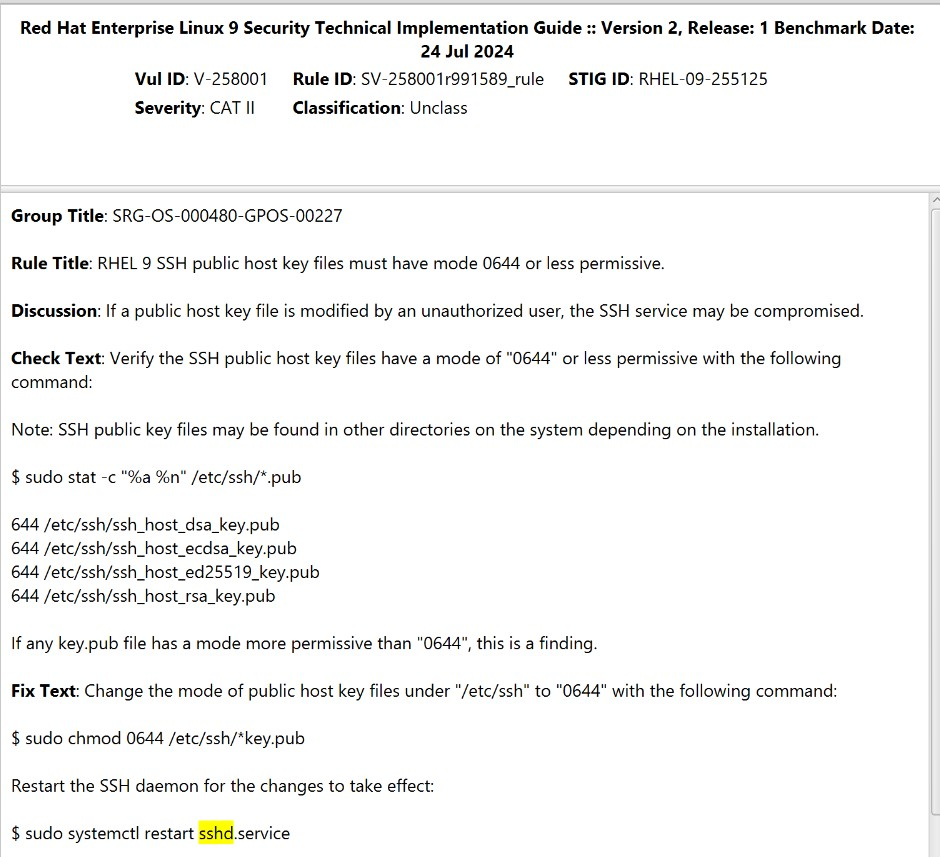 Red Hat Enterprise Linux 9 Security Technical Implementation Guide :: Version 2, Release: 1 Benchmark Date:
24 Jul 2024
Vul ID: V-258001 Rule ID: SV-258001r991589_rule STIG ID: RHEL-09-255125
Severity: CAT II Classification: Unclass
Group Title: SRG-OS-000480-GPOS-00227
Rule Title: RHEL 9 SSH public host key files must have mode 0644 or less permissive.
Discussion: If a public host key file is modified by an unauthorized user, the SSH service may be compromised.
Check Text: Verify the SSH public host key files have a mode of "0644" or less permissive with the following
command:
Note: SSH public key files may be found in other directories on the system depending on the installation.
$ sudo stat -c "%a %n" /etc/ssh/*.pub
644 /etc/ssh/ssh_host_dsa_key.pub
644 /etc/ssh/ssh_host_ecdsa_key.pub
644 /etc/ssh/ssh_host_ed25519_key.pub
644 /etc/ssh/ssh_host_rsa_key.pub
If any key.pub file has a mode more permissive than "0644", this is a finding.
Fix Text: Change the mode of public host key files under "/etc/ssh" to "0644" with the following command:
$ sudo chmod 0644 /etc/ssh/*key.pub
Restart the SSH daemon for the changes to take effect:
$ sudo systemctl restart sshd.service